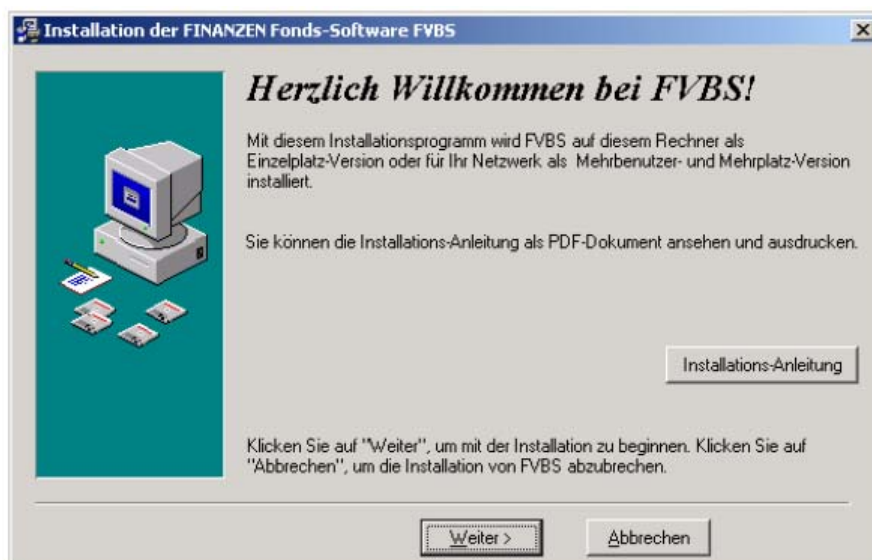 Installation der FINANZEN Fonds-Software FVBS
Herzlich Willkommen bei FVBS!
Mit diesem Installationsprogramm wird FVBS auf diesem Rechner als
Einzelplatz-Version oder für Ihr Netzwerk als Mehrbenutzer- und Mehrplatz-Version
installiert.
Sie können die Installations-Anleitung als PDF-Dokument ansehen und ausdrucken.
Installations-Anleitung
Klicken Sie auf "Weiter", um mit der Installation zu beginnen. Klicken Sie auf
"Abbrechen", um die Installation von FVBS abzubrechen.
Weiter >
Abbrechen